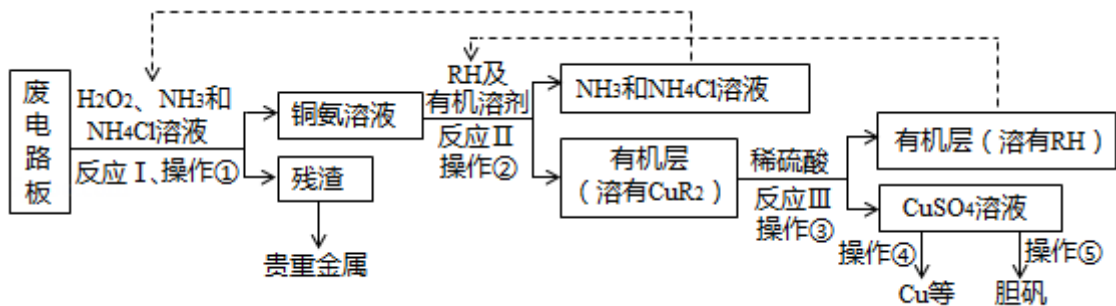 废电路板
H2O2、NH3和
NH4Cl溶液
反应Ⅰ、操作①
铜氨溶液
残渣
贵重金属
RH及
有机溶剂
反应Ⅱ
操作②
NH3和NH4Cl溶液
有机层
（溶有CuR2）
稀硫酸
反应Ⅲ
操作③
有机层（溶有RH）
CuSO4溶液
操作④
操作⑤
Cu等
胆矾